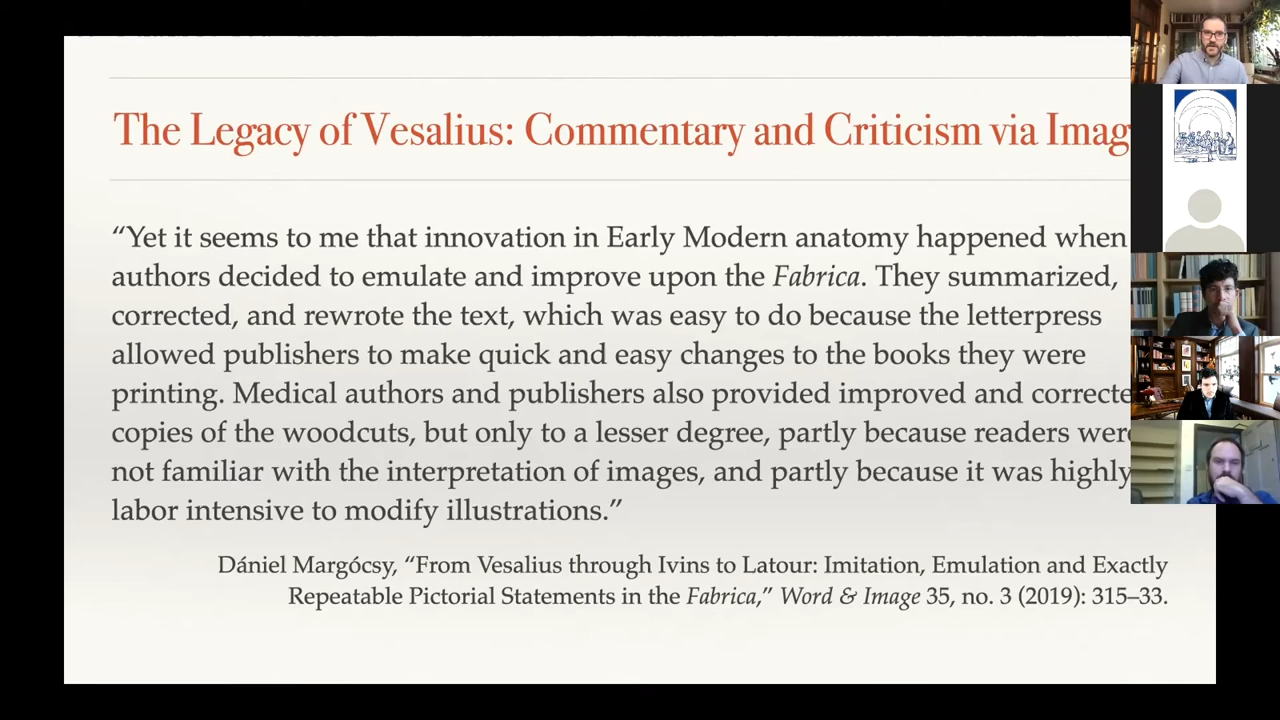 The Legacy of Vesalius: Commentary and Criticism via Imag
“Yet it seems to me that innovation in Early Modern anatomy happened when
authors decided to emulate and improve upon the Fabrica. They summarized,
corrected, and rewrote the text, which was easy to do because the letterpress
allowed publishers to make quick and easy changes to the books they were
printing. Medical authors and publishers also provided improved and correcte
copies of the woodcuts, but only to a lesser degree, partly because readers were
not familiar with the interpretation of images, and partly because it was highly
labor intensive to modify illustrations.”
Dániel Margócsy, “From Vesalius through Ivins to Latour: Imitation, Emulation and Exactly
Repeatable Pictorial Statements in the Fabrica,” Word & Image 35, no. 3 (2019): 315–33.